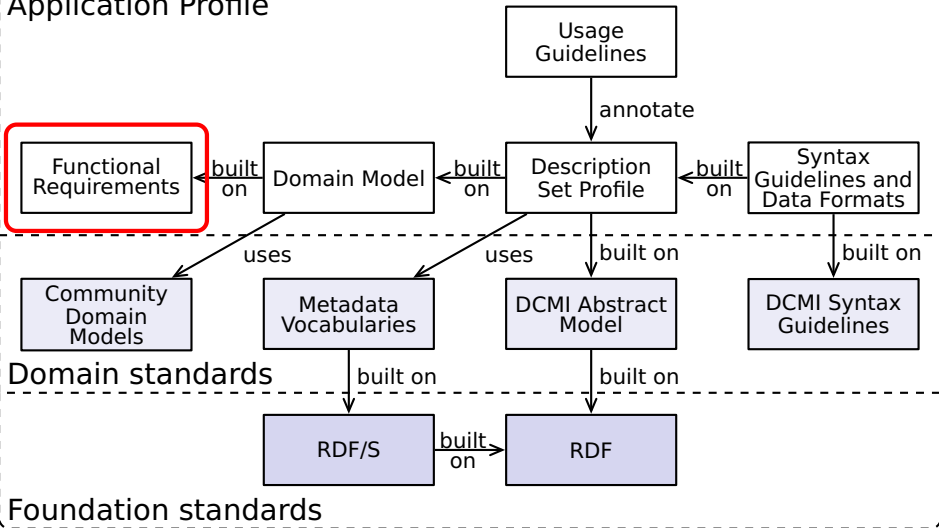 Application Profile
Usage
Guidelines
annotate
Functional
Requirements
built
on
Domain Model
built
on
Description
Set Profile
built
on
Syntax
Guidelines and
Data Formats
uses
uses
built on
built on
Community
Domain
Models
Metadata
Vocabularies
DCMI Abstract
Model
DCMI Syntax
Guidelines
Domain standards
built on
built on
RDF/S
built
on
RDF
Foundation standards